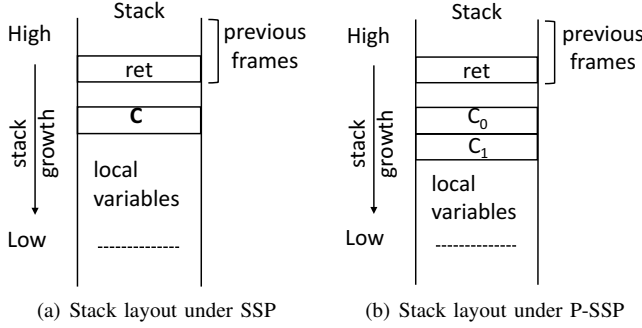 Stack
High
previous
frames
ret
C
stack
growth
local
variables
Low
--------------
(a) Stack layout under SSP
Stack
High
previous
frames
ret
C₀
C₁
stack
growth
local
variables
Low
--------------
(b) Stack layout under P-SSP